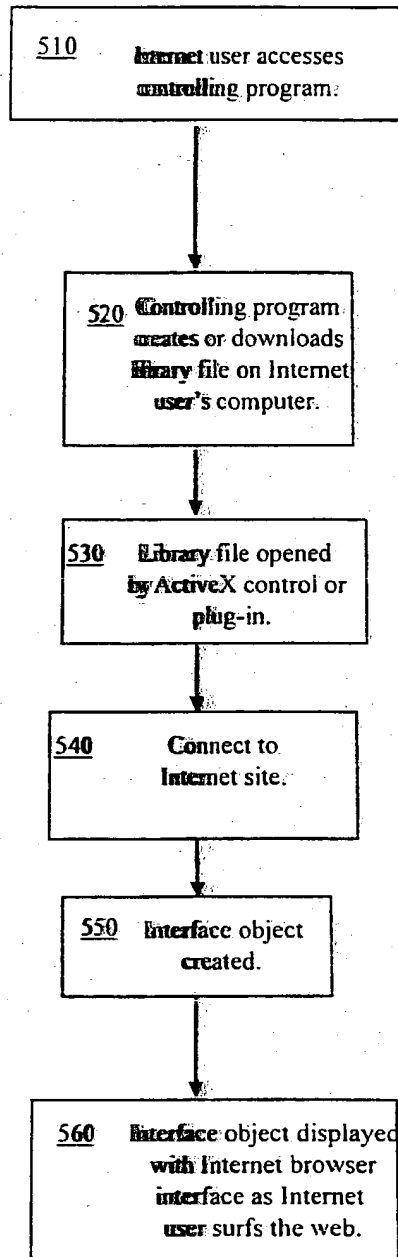 510 Internet user accesses
controlling program.
520 Controlling program
creates or downloads
library file on Internet
user's computer.
530 Library file opened
by ActiveX control or
plug-in.
540 Connect to
Internet site.
550 Interface object
created.
560 Interface object displayed
with Internet browser
interface as Internet
user surfs the web.